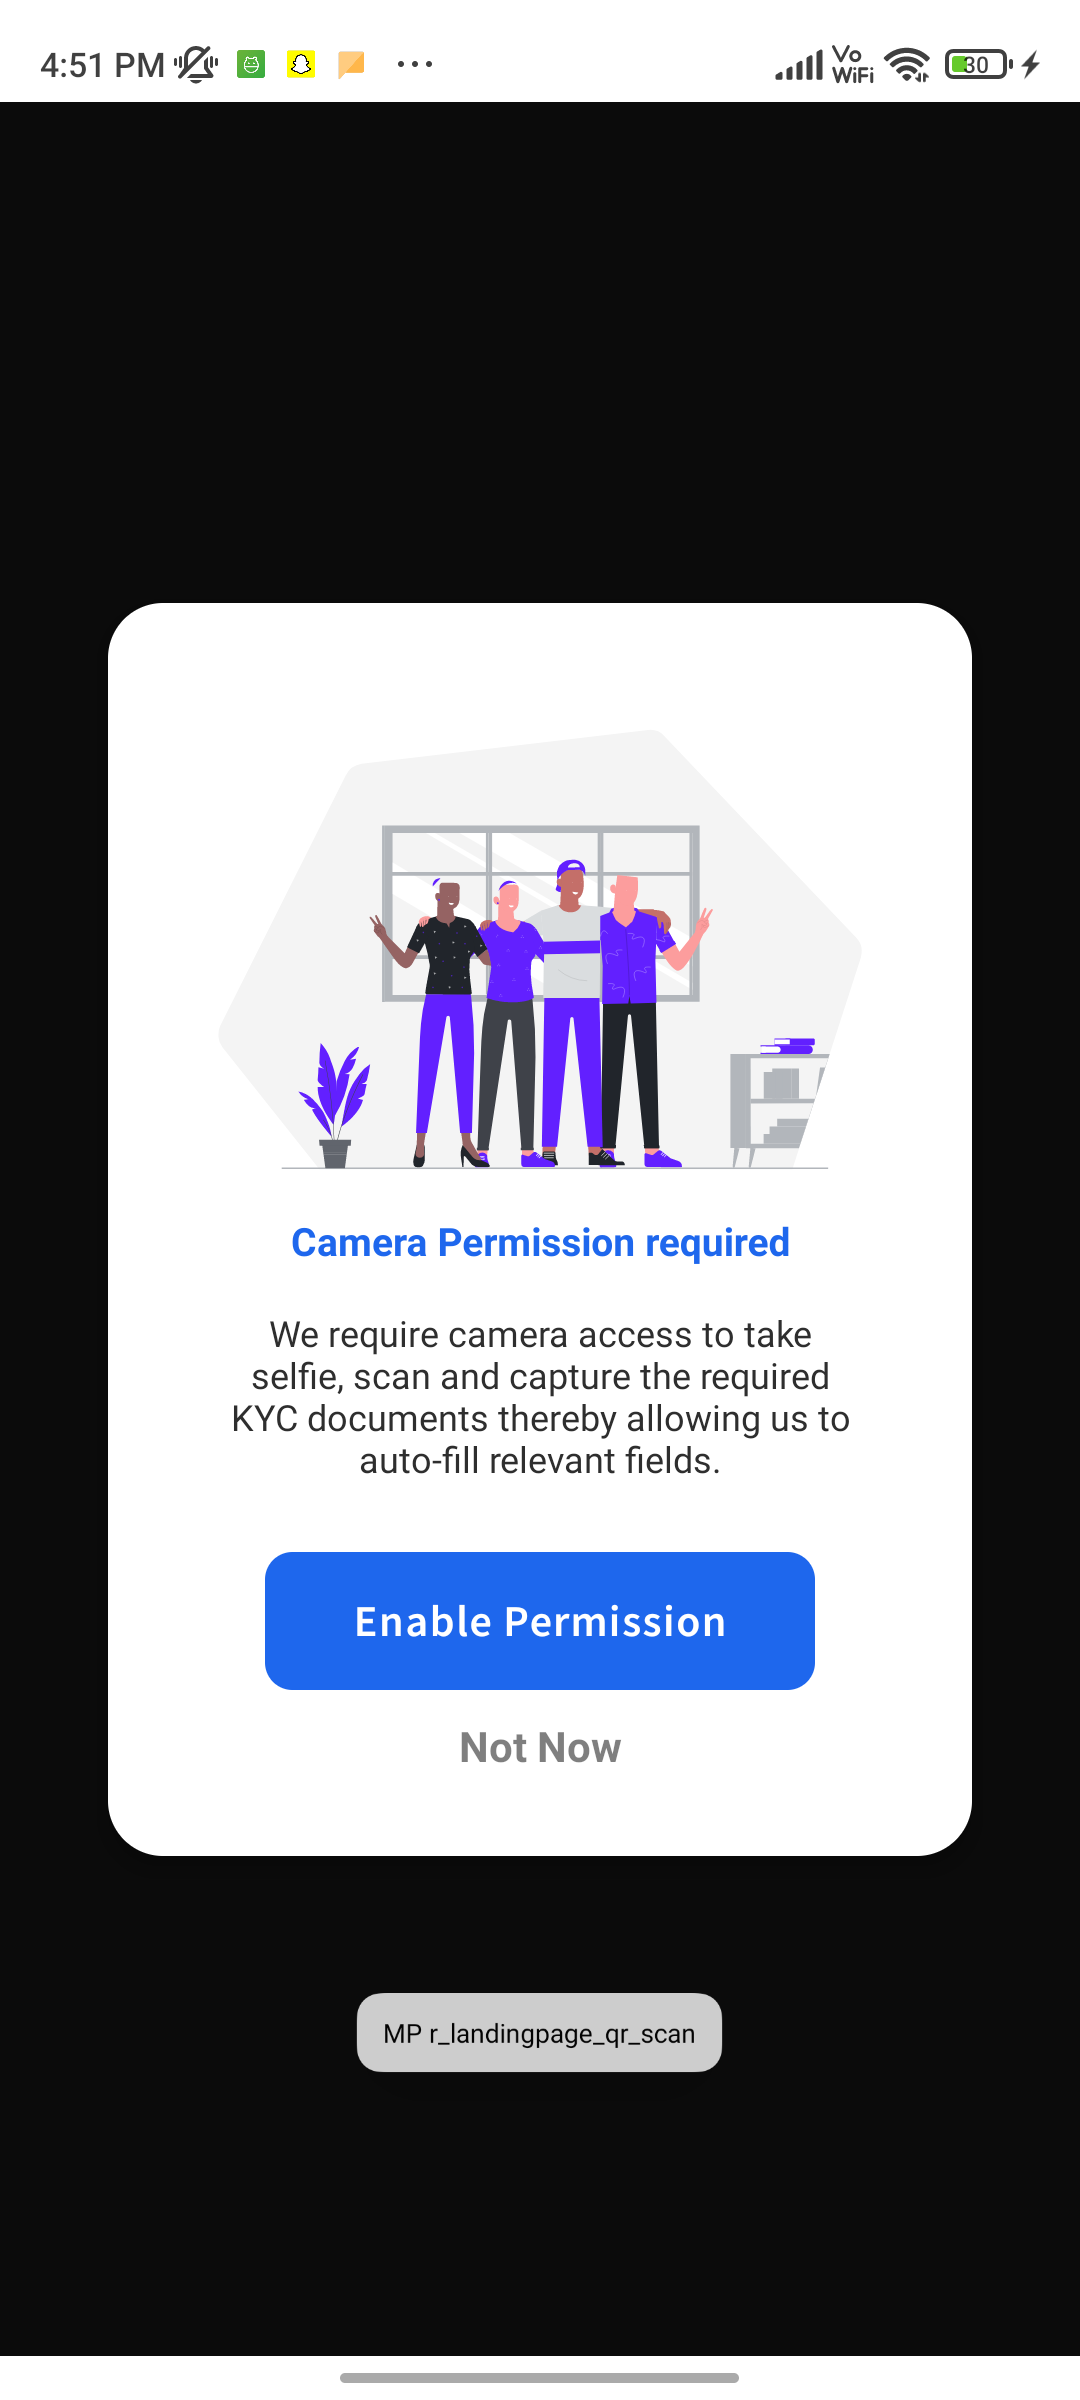 4:51 PM
Vo
WiFi
30
Camera Permission required
We require camera access to take
selfie, scan and capture the required
KYC documents thereby allowing us to
auto-fill relevant fields.
Enable Permission
Not Now
MP r_landingpage_qr_scan